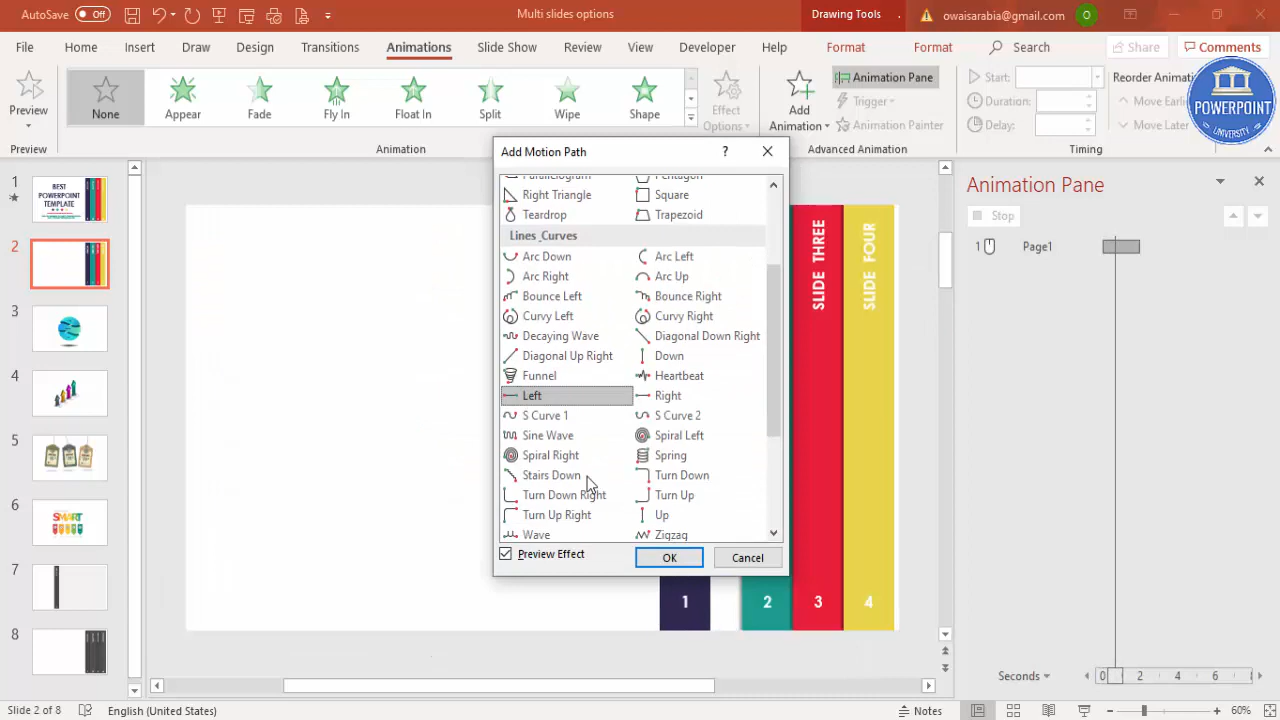 AutoSave Off Multi slides options Drawing Tools owaisarabia@gmail.com O
File Home Insert Draw Design Transitions Animations Slide Show Review View Developer Help Format Format Search Share Comments
Preview None Appear Fade Fly In Float In Split Wipe Shape Effect Options Add Animation Animation Pane Trigger Animation Painter Start: Duration: Delay: Reorder Animation Move Earlier Move Later
Preview Animation Advanced Animation Timing
POWERPOINT
UNIVERSITY
Add Motion Path ?
Parallelogram Pentagon
Right Triangle Square
Teardrop Trapezoid
Lines_Curves
Arc Down Arc Left
Arc Right Arc Up
Bounce Left Bounce Right
Curvy Left Curvy Right
Decaying Wave Diagonal Down Right
Diagonal Up Right Down
Funnel Heartbeat
Left Right
S Curve 1 S Curve 2
Sine Wave Spiral Left
Spiral Right Spring
Stairs Down Turn Down
Turn Down Right Turn Up
Turn Up Right Up
Wave Zigzag
Preview Effect OK Cancel
1
BEST
POWERPOINT
TEMPLATE
2
3
4
5
6
SMART
7
8
SLIDE THREE
SLIDE FOUR
1 2 3 4
Animation Pane
Stop
1 Page1
Seconds 0 2 4 6
Slide 2 of 8 English (United States) Notes 60%